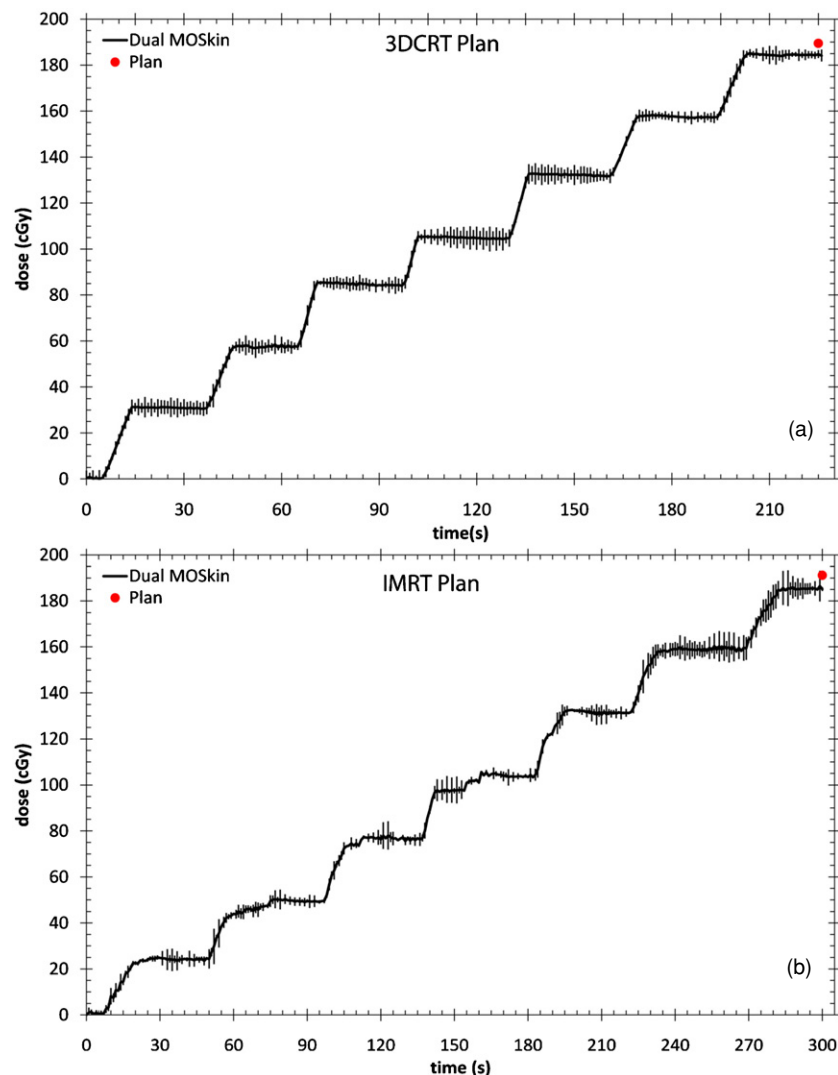 3DCRT Plan
Dual MOSkin
Plan
dose (cGy)
200
180
160
140
120
100
80
60
40
20
0
(a)
0 30 60 90 120 150 180 210
time(s)
IMRT Plan
Dual MOSkin
Plan
dose (cGy)
200
180
160
140
120
100
80
60
40
20
0
(b)
0 30 60 90 120 150 180 210 240 270 300
time (s)